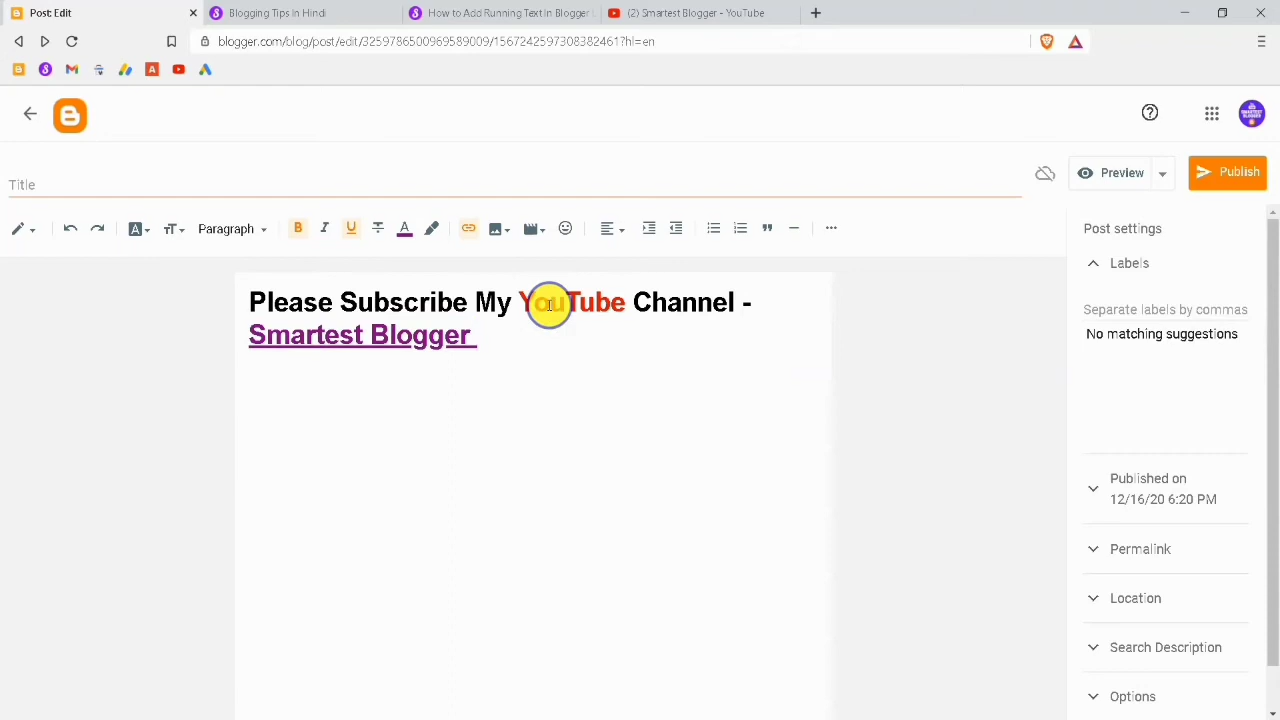 Post: Edit
Blogging Tips In Hindi
How To Add Running Text In Blogger
(2) Smartest Blogger - YouTube
blogger.com/blog/post/edit/3259786500969589009/1567242597308382461?hl=en
Title
Preview
Publish
Paragraph
Post settings
Labels
Separate labels by commas
No matching suggestions
Please Subscribe My YouTube Channel -
Smartest Blogger
Published on
12/16/20 6:20 PM
Permalink
Location
Search Description
Options